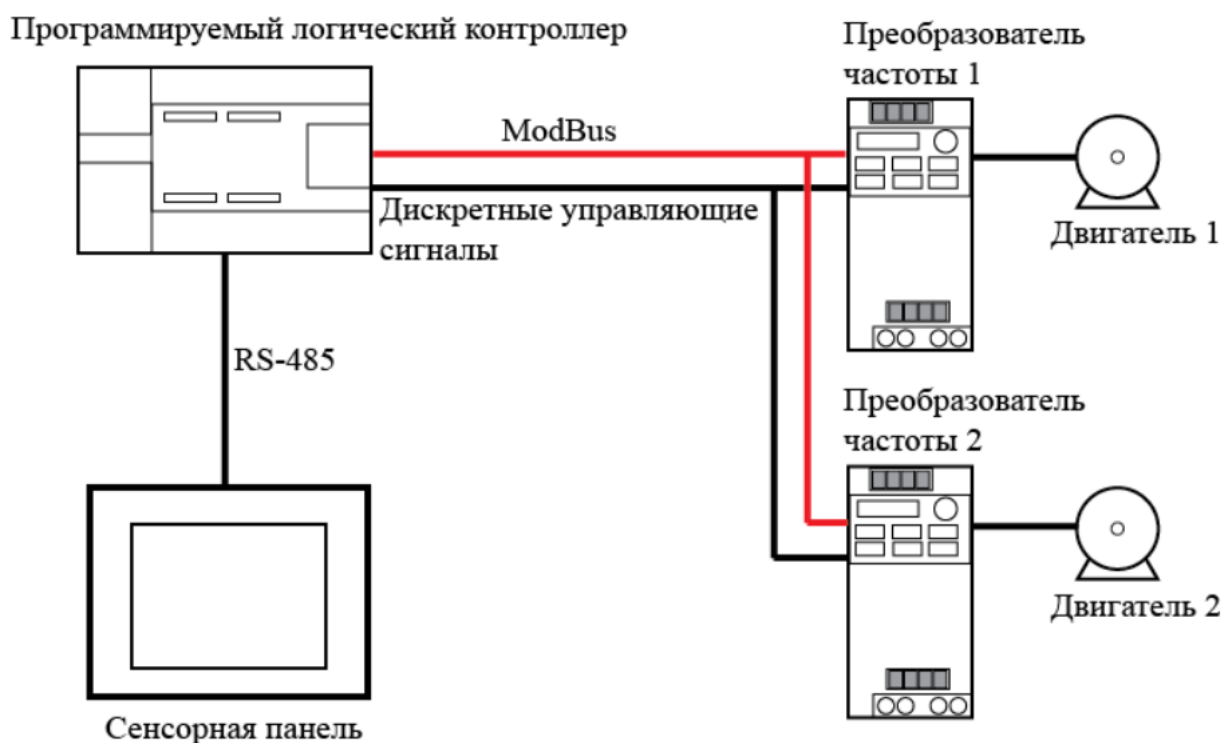 Программируемый логический контроллер
Преобразователь
частоты 1
ModBus
Дискретные управляющие
сигналы
Двигатель 1
RS-485
Преобразователь
частоты 2
Двигатель 2
Сенсорная панель